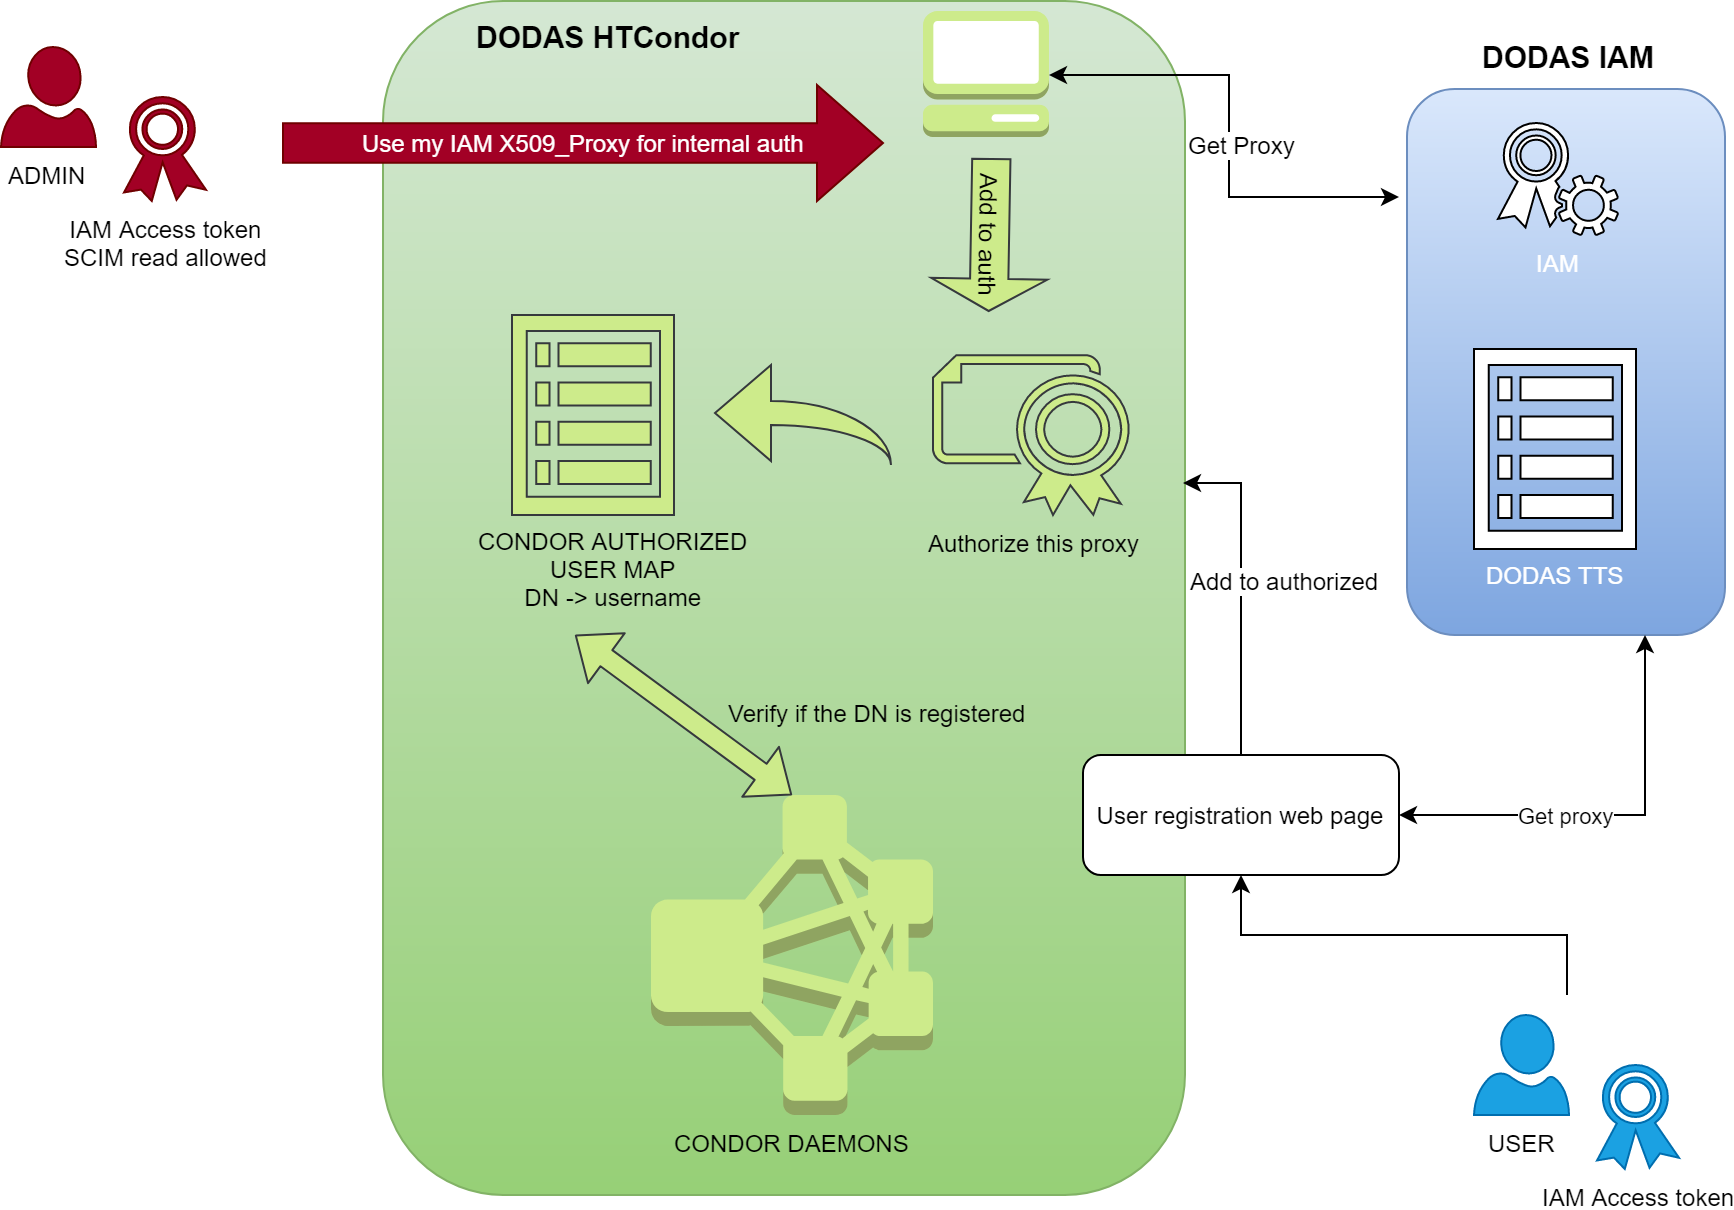 DODAS HTCondor
DODAS IAM
ADMIN
IAM Access token
SCIM read allowed
Use my IAM X509_Proxy for internal auth
Get Proxy
Add to auth
IAM
DODAS TTS
CONDOR AUTHORIZED
USER MAP
DN -> username
Authorize this proxy
Add to authorized
Verify if the DN is registered
User registration web page
Get proxy
CONDOR DAEMONS
USER
IAM Access token